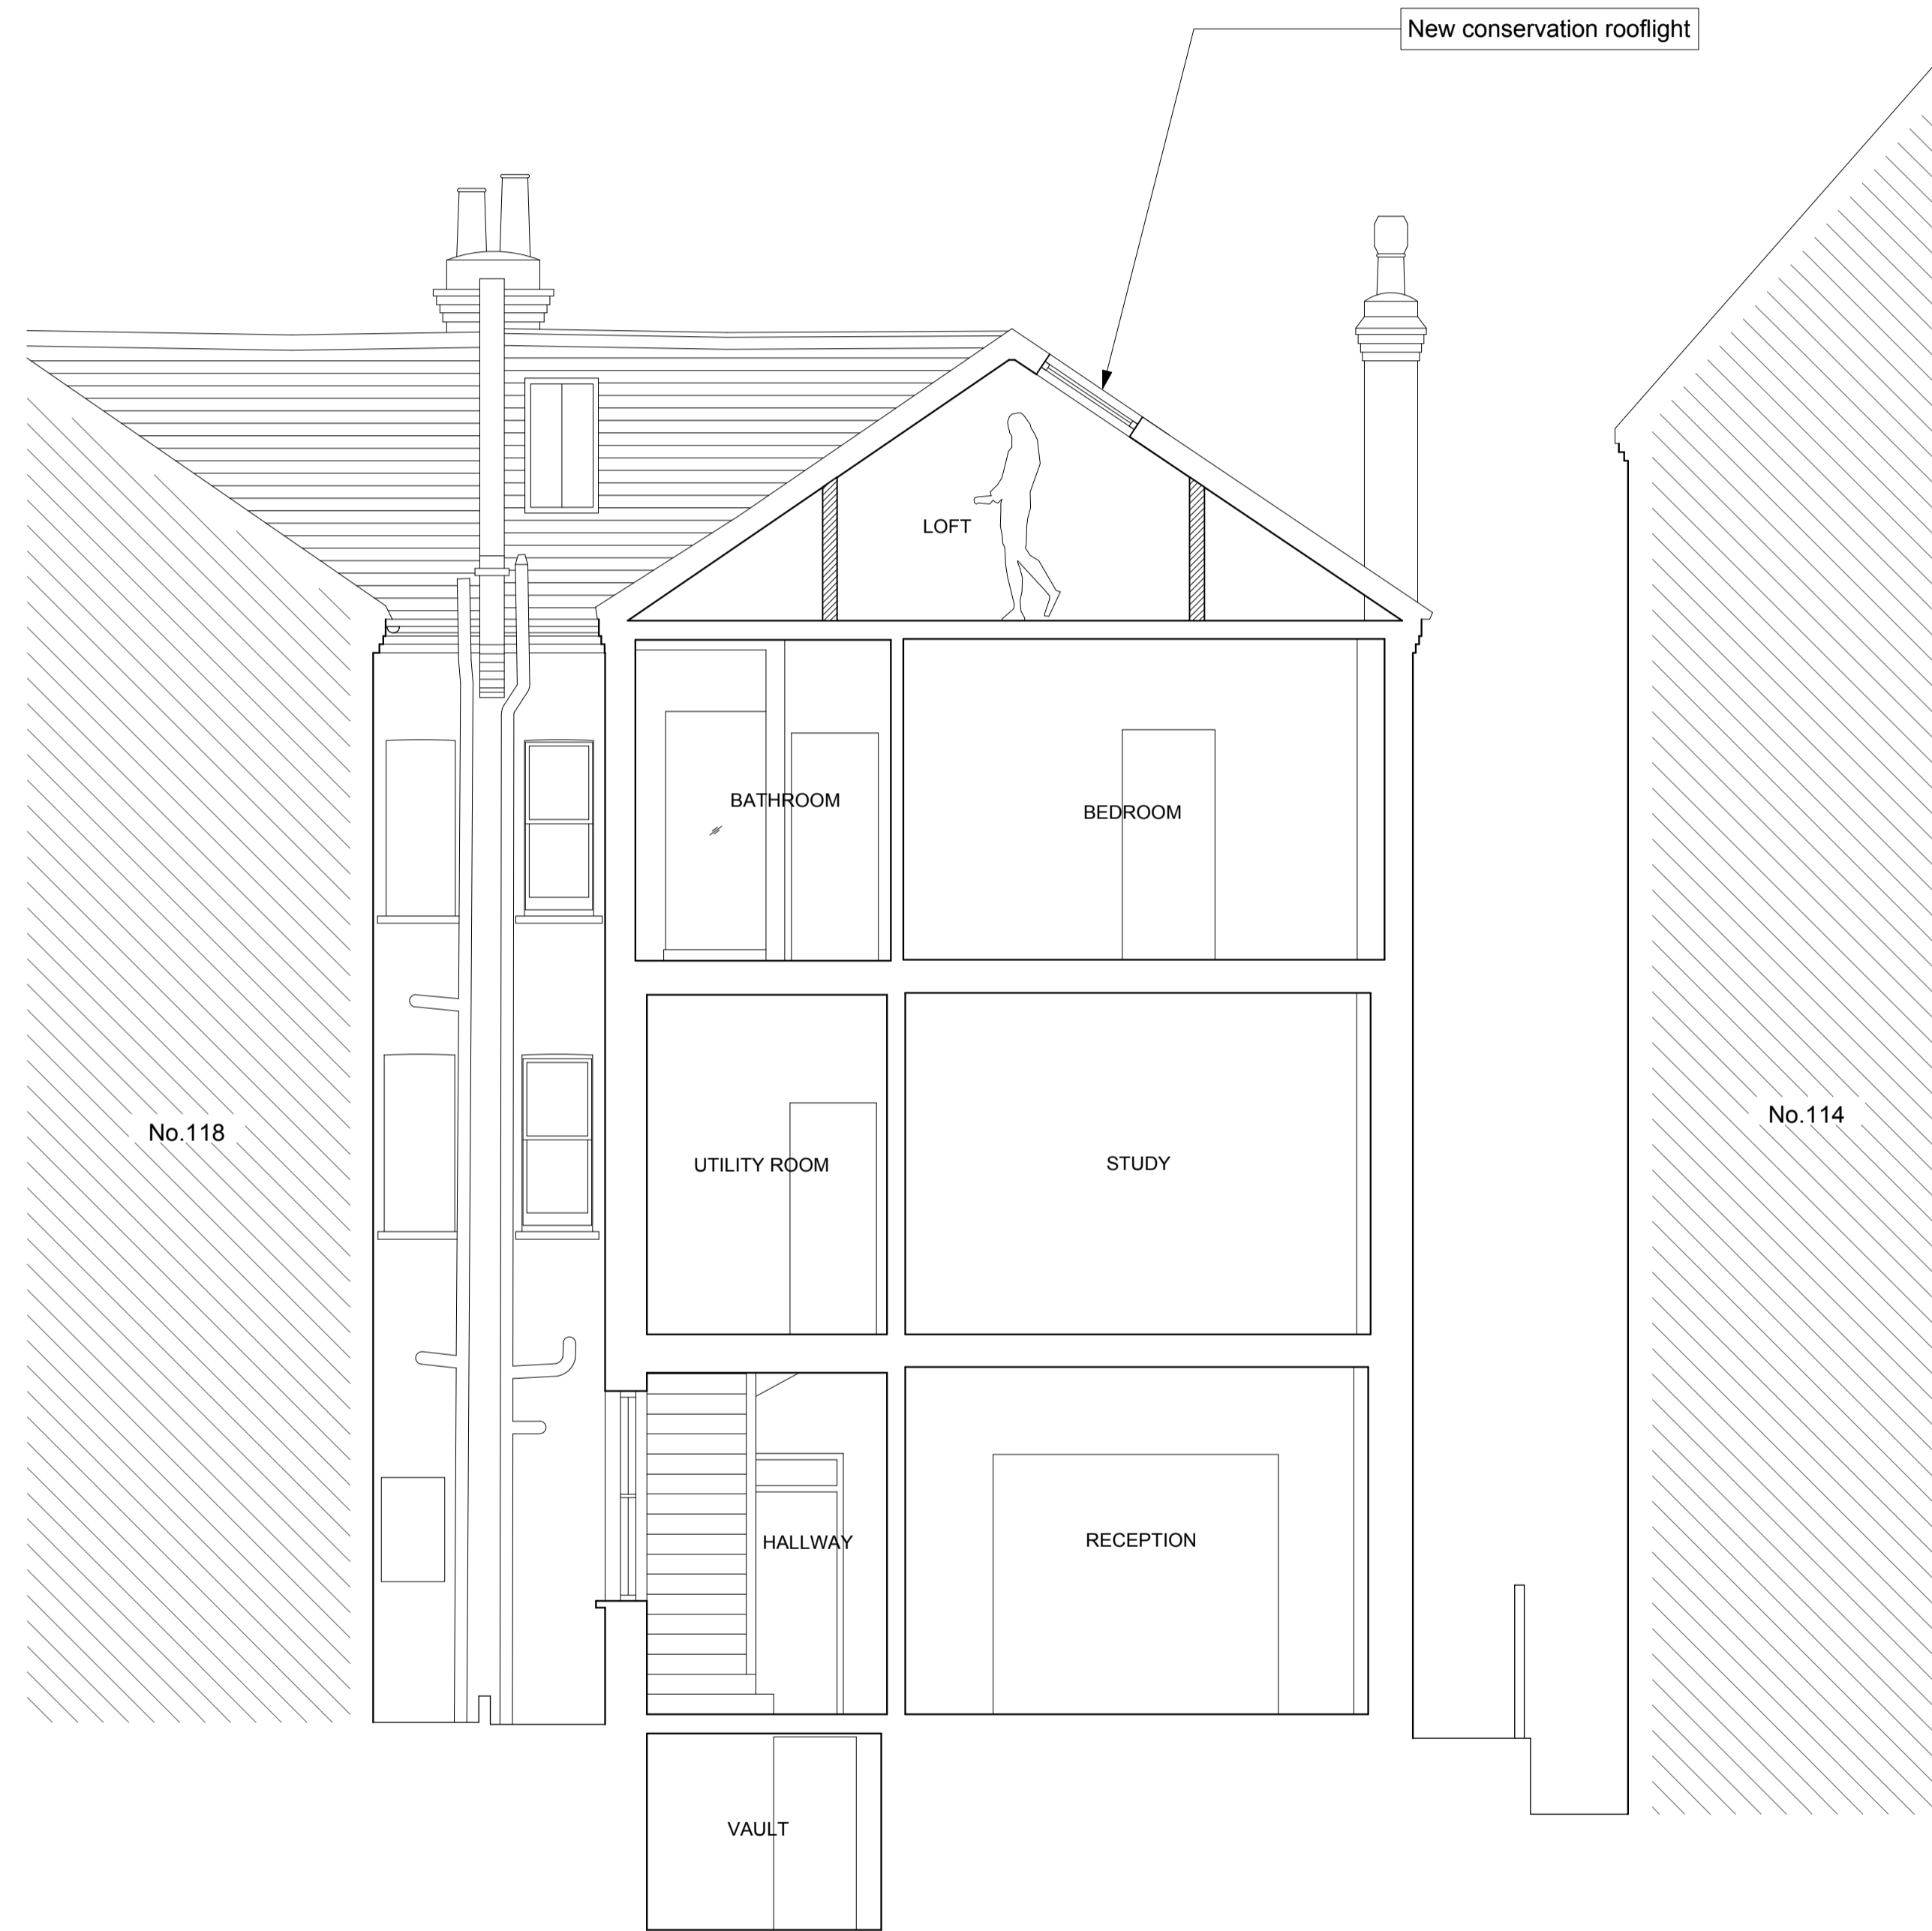 New conservation rooflight
LOFT
BATHROOM
BEDROOM
No.118
No.114
UTILITY ROOM
STUDY
HALLWAY
RECEPTION
VAULT